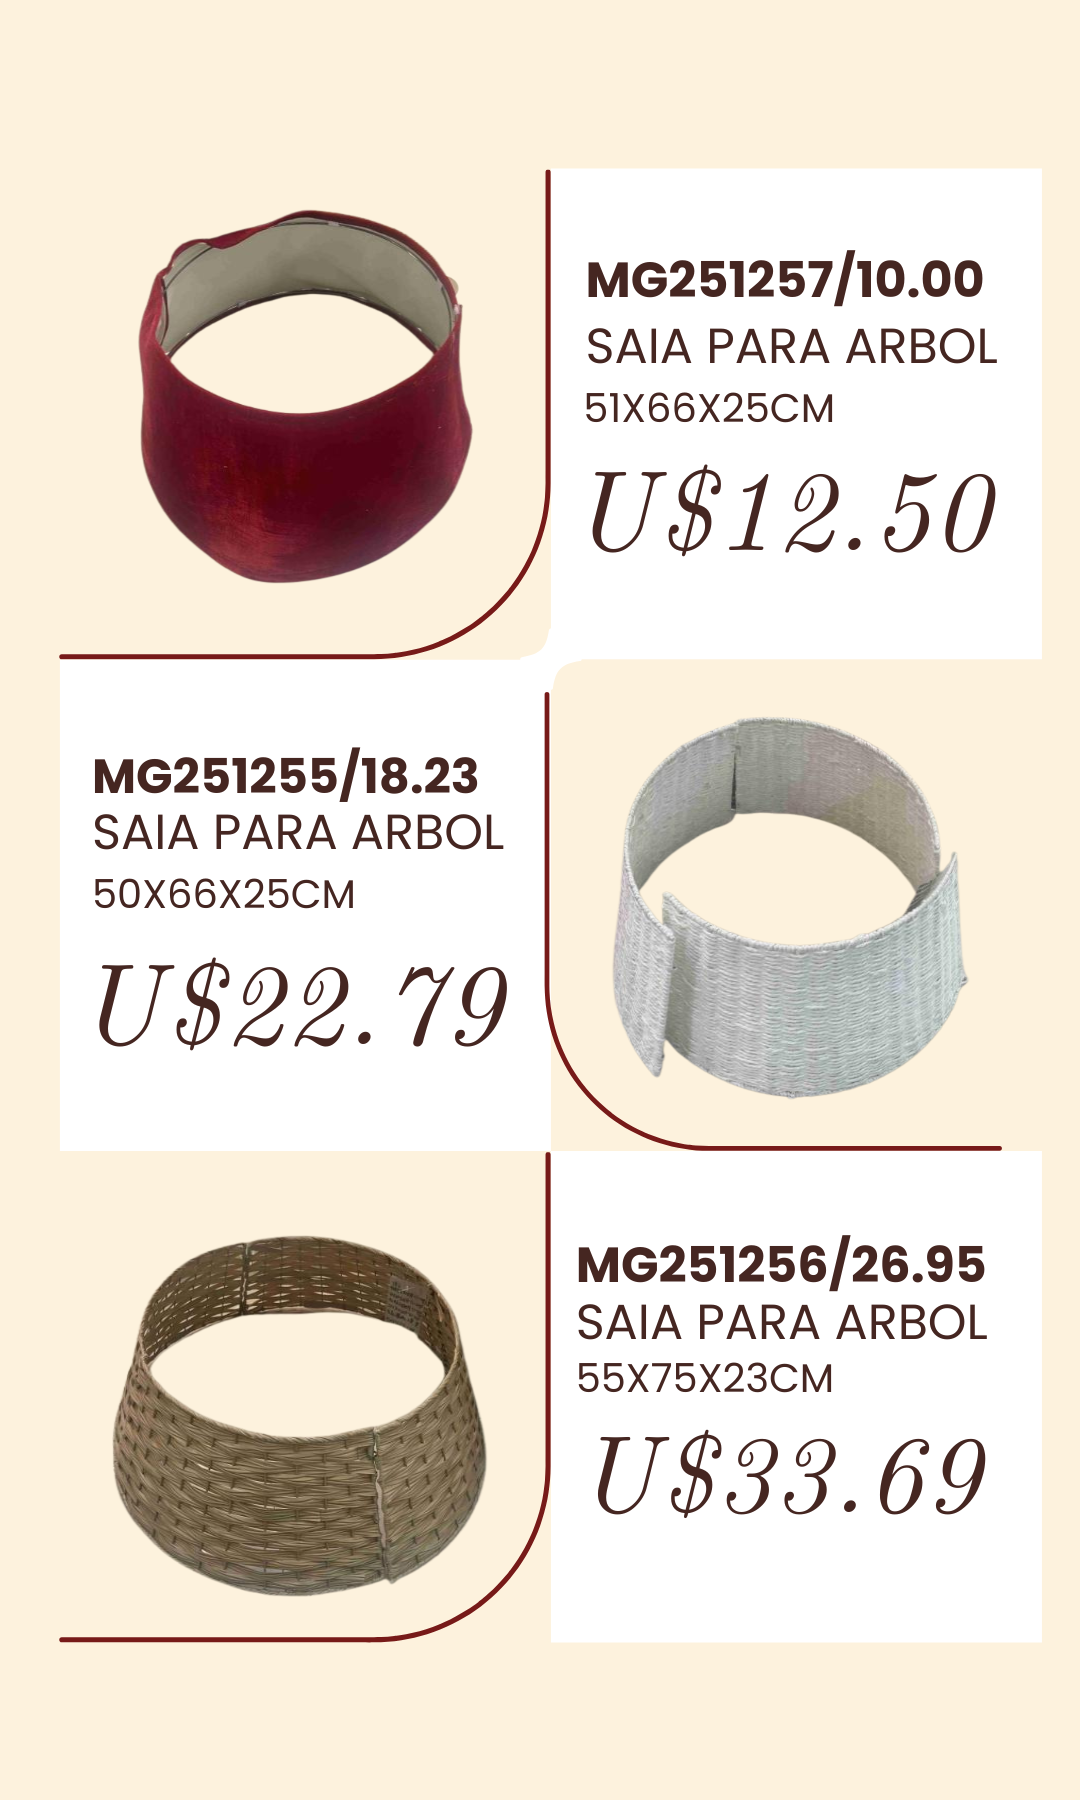 MG251257/10.00
SAIA PARA ARBOL
51X66X25CM
U$12.50
MG251255/18.23
SAIA PARA ARBOL
50X66X25CM
U$22.79
MG251256/26.95
SAIA PARA ARBOL
55X75X23CM
U$33.69